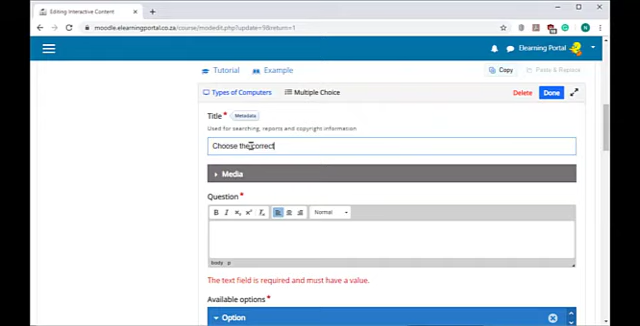 Editing Interactive Content
moodle.elearningportal.co.za/course/modedit.php?update=9&return=1
Elearning Portal
Tutorial Example
Copy Paste & Replace
Types of Computers Multiple Choice
Delete Done
Title * Metadata
Used for searching, reports and copyright information
Choose the correct
Media
Question *
B I Normal
body p
The text field is required and must have a value.
Available options *
Option